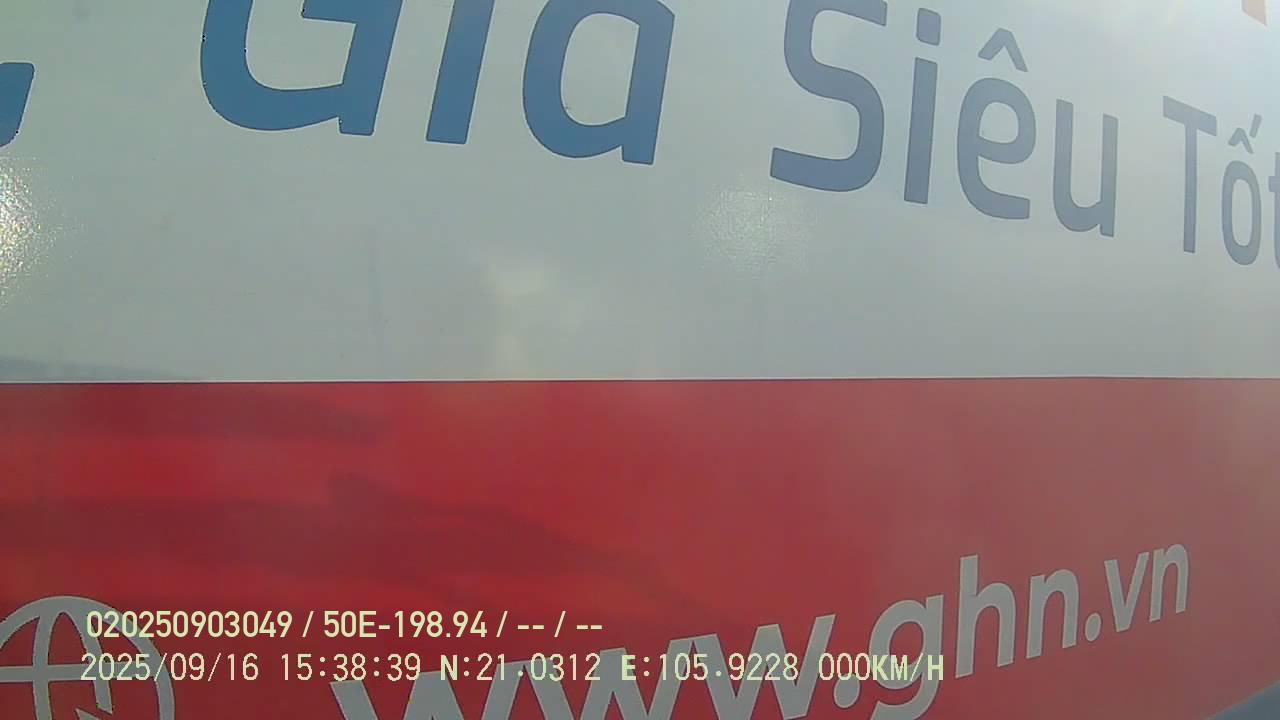 Giá Siêu Tốt
www.ghn.vn
020250903049 / 50E-198.94 / -- / --
2025/09/16 15:38:39 N:21.0312 E:105.9228 000KM/H